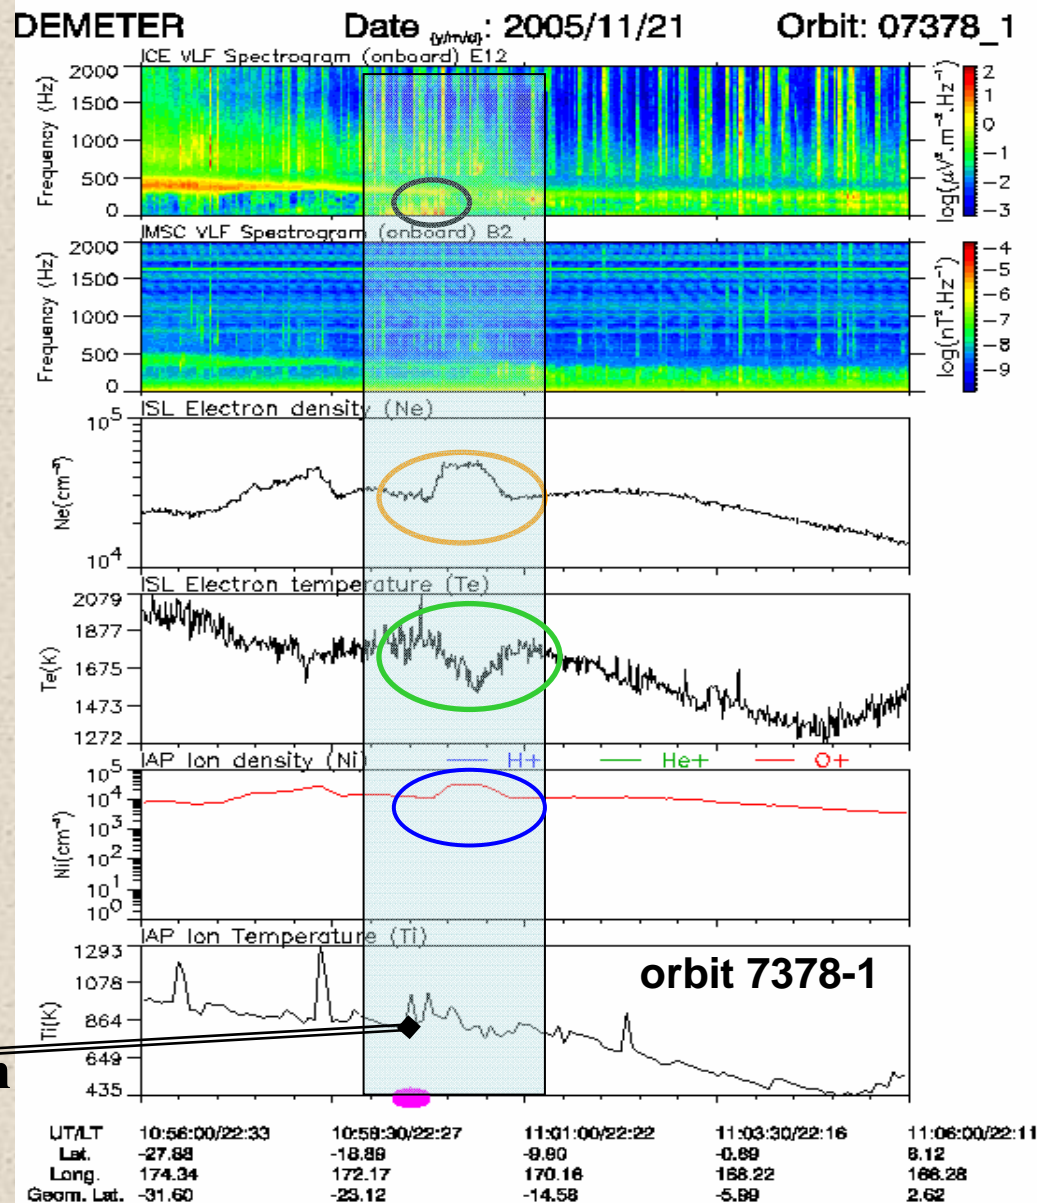 DEMETER Date (y/m/d): 2005/11/21 Orbit: 07378_1
ICE VLF Spectrogram (onboard) E12
Frequency (Hz)
2000
1500
1000
500
0
2
1
0
-1
-2
-3
log(μV².m⁻².Hz⁻¹)
IMSC VLF Spectrogram (onboard) B2
Frequency (Hz)
2000
1500
1000
500
0
-4
-5
-6
-7
-8
-9
log(nT².Hz⁻¹)
ISL Electron density (Ne)
Ne(cm⁻³)
10⁵
10⁴
ISL Electron temperature (Te)
Te(K)
2079
1877
1675
1473
1272
IAP Ion density (Ni) H+ He+ O+
Ni(cm⁻³)
10⁵
10⁴
10³
10²
10¹
10⁰
IAP Ion Temperature (Ti)
Ti(K)
1293
1078
864
649
435
orbit 7378-1
UT/LT 10:56:00/22:33 10:58:30/22:27 11:01:00/22:22 11:03:30/22:16 11:06:00/22:11
Lat. -27.88 -18.89 -9.80 -0.89 8.12
Long. 174.34 172.17 170.16 168.22 166.28
Geom. Lat. -31.60 -23.12 -14.58 -5.99 2.62